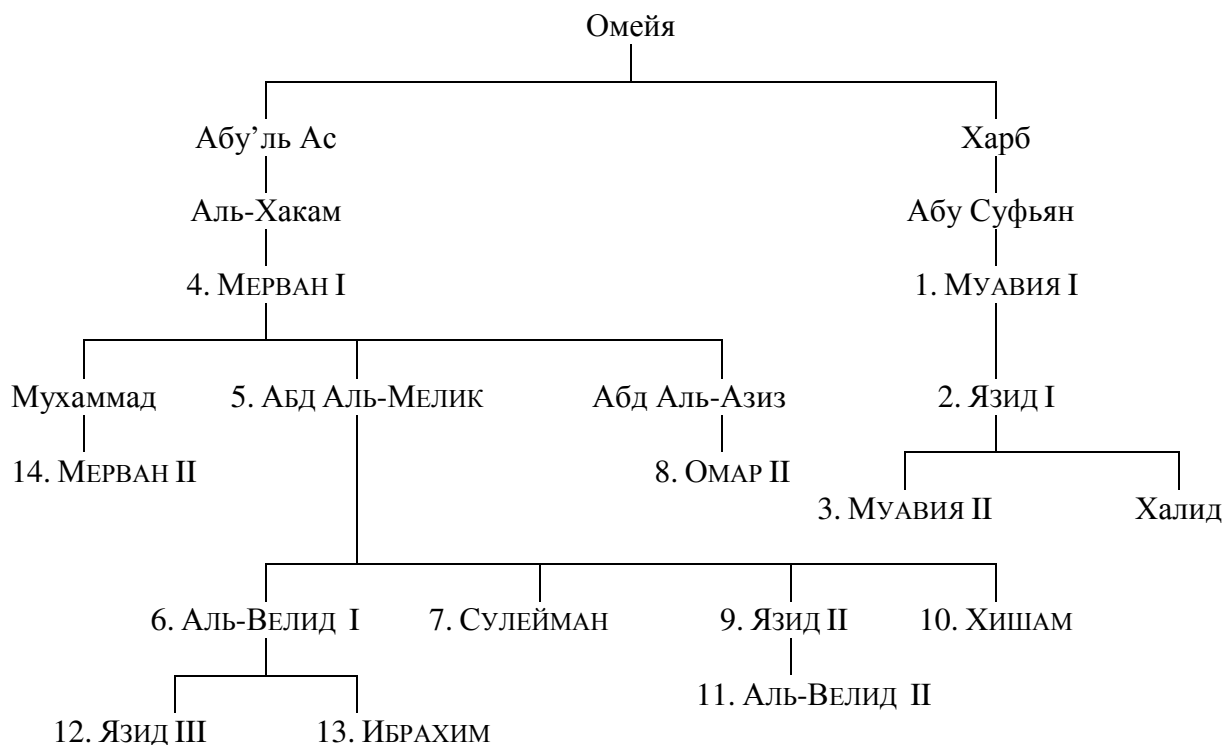 Омейя
Абу’ль Ас Харб
Аль-Хакам Абу Суфьян
4. МЕРВАН I 1. МУАВИЯ I
Мухаммад 5. АБД АЛЬ-МЕЛИК Абд Аль-Азиз 2. ЯЗИД I
14. МЕРВАН II 8. ОМАР II
3. МУАВИЯ II Халид
6. АЛЬ-ВЕЛИД I 7. СУЛЕЙМАН 9. ЯЗИД II 10. ХИШАМ
11. АЛЬ-ВЕЛИД II
12. ЯЗИД III 13. ИБРАХИМ